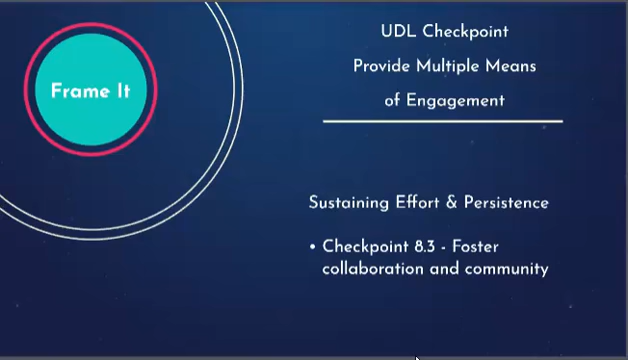 Frame It
UDL Checkpoint
Provide Multiple Means
of Engagement
Sustaining Effort & Persistence
• Checkpoint 8.3 - Foster
collaboration and community